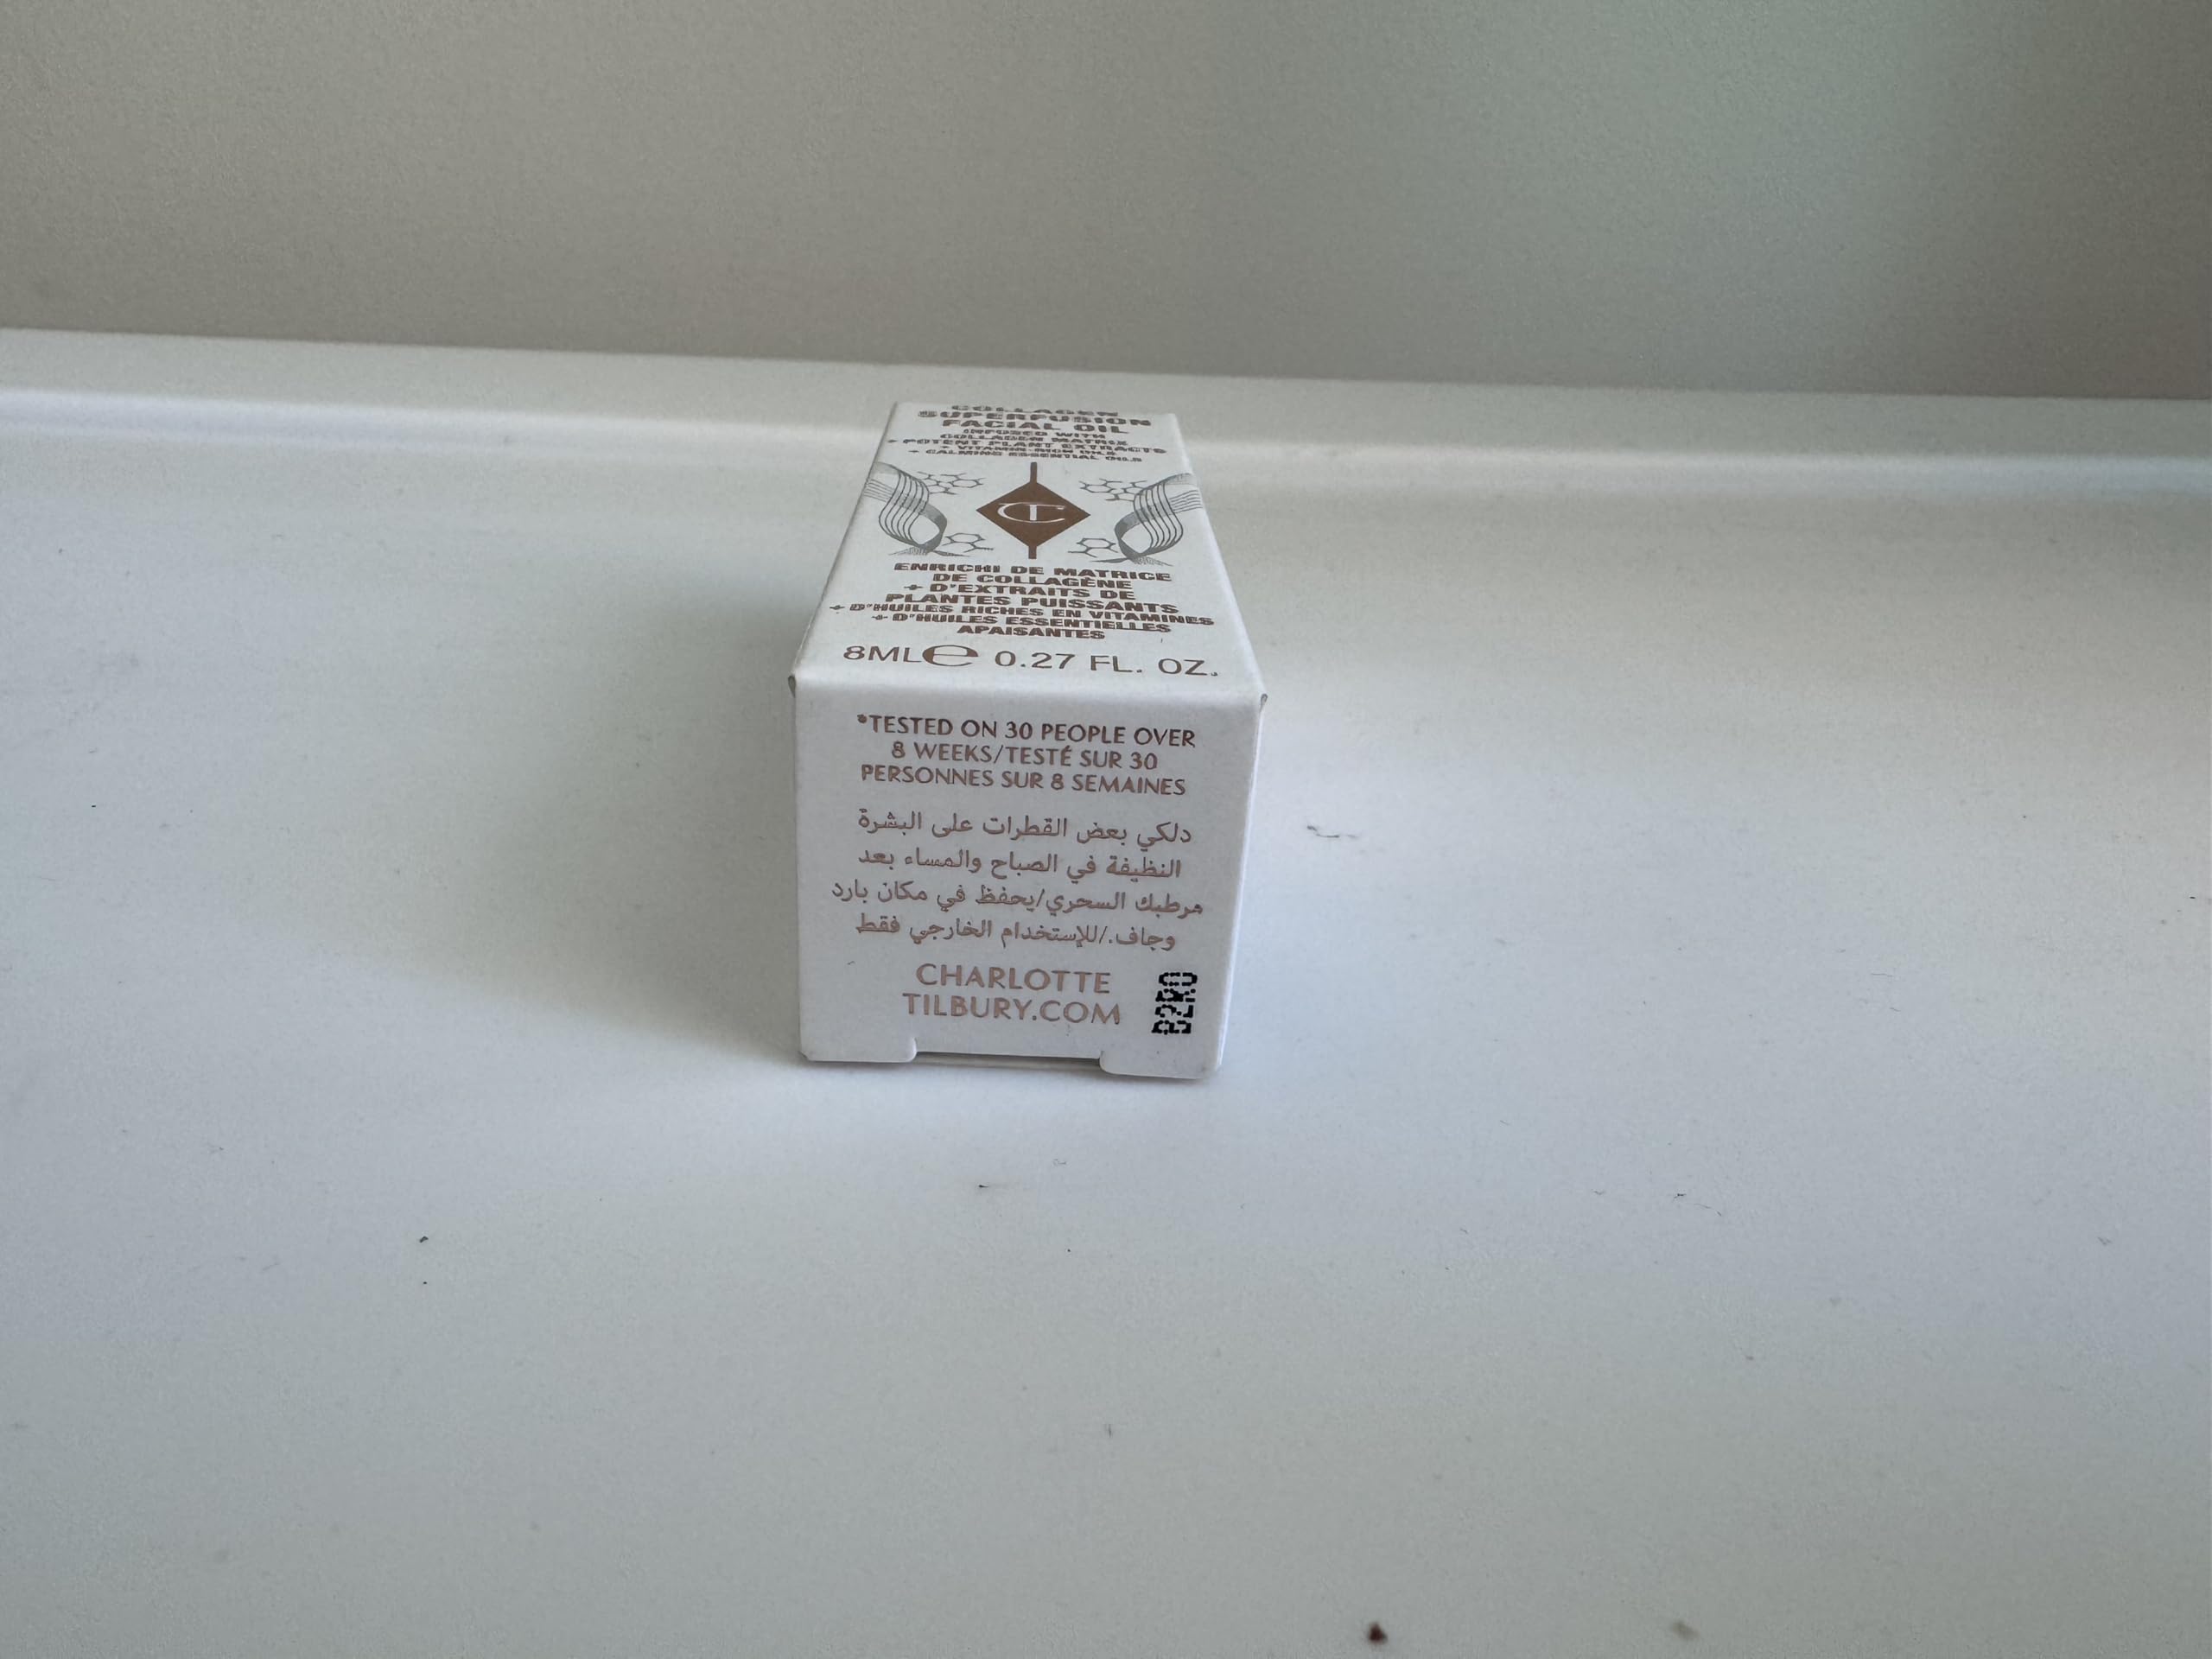 COLLAGEN
SUPERFUSION
FACIAL OIL
INFUSED WITH
COLLAGEN MATRIX
+ POTENT PLANT EXTRACTS
+ VITAMIN-RICH OILS
+ CALMING ESSENTIAL OILS
CT
ENRICHI DE MATRICE
DE COLLAGÈNE
+ D'EXTRAITS DE
PLANTES PUISSANTS
+ D'HUILES RICHES EN VITAMINES
+ D'HUILES ESSENTIELLES
APAISANTES
8ML℮ 0.27 FL. OZ.
*TESTED ON 30 PEOPLE OVER
8 WEEKS/TESTÉ SUR 30
PERSONNES SUR 8 SEMAINES
دلكي بعض القطرات على البشرة
النظيفة في الصباح والمساء بعد
مرطبك السحري/يحفظ في مكان بارد
وجاف./للإستخدام الخارجي فقط
CHARLOTTE
TILBURY.COM